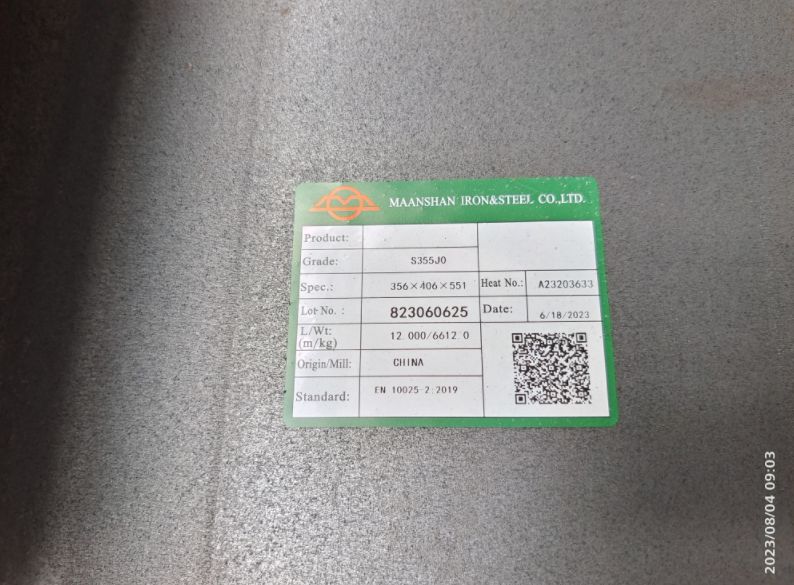 MAANSHAN IRON&STEEL CO.,LTD.
Product:
Grade: S355J0
Spec.: 356×406×551 Heat No.: A23203633
Lot No. : 823060625 Date: 6/18/2023
L/Wt: (m/kg) 12.000/6612.0
Origin/Mill: CHINA
Standard: EN 10025-2:2019
2023/08/04 09:03